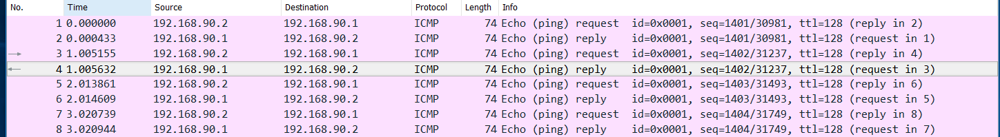 No. Time Source Destination Protocol Length Info
1 0.000000 192.168.90.2 192.168.90.1 ICMP 74 Echo (ping) request id=0x0001, seq=1401/30981, ttl=128 (reply in 2)
2 0.000433 192.168.90.1 192.168.90.2 ICMP 74 Echo (ping) reply id=0x0001, seq=1401/30981, ttl=128 (request in 1)
3 1.005155 192.168.90.2 192.168.90.1 ICMP 74 Echo (ping) request id=0x0001, seq=1402/31237, ttl=128 (reply in 4)
4 1.005632 192.168.90.1 192.168.90.2 ICMP 74 Echo (ping) reply id=0x0001, seq=1402/31237, ttl=128 (request in 3)
5 2.013861 192.168.90.2 192.168.90.1 ICMP 74 Echo (ping) request id=0x0001, seq=1403/31493, ttl=128 (reply in 6)
6 2.014609 192.168.90.1 192.168.90.2 ICMP 74 Echo (ping) reply id=0x0001, seq=1403/31493, ttl=128 (request in 5)
7 3.020739 192.168.90.2 192.168.90.1 ICMP 74 Echo (ping) request id=0x0001, seq=1404/31749, ttl=128 (reply in 8)
8 3.020944 192.168.90.1 192.168.90.2 ICMP 74 Echo (ping) reply id=0x0001, seq=1404/31749, ttl=128 (request in 7)